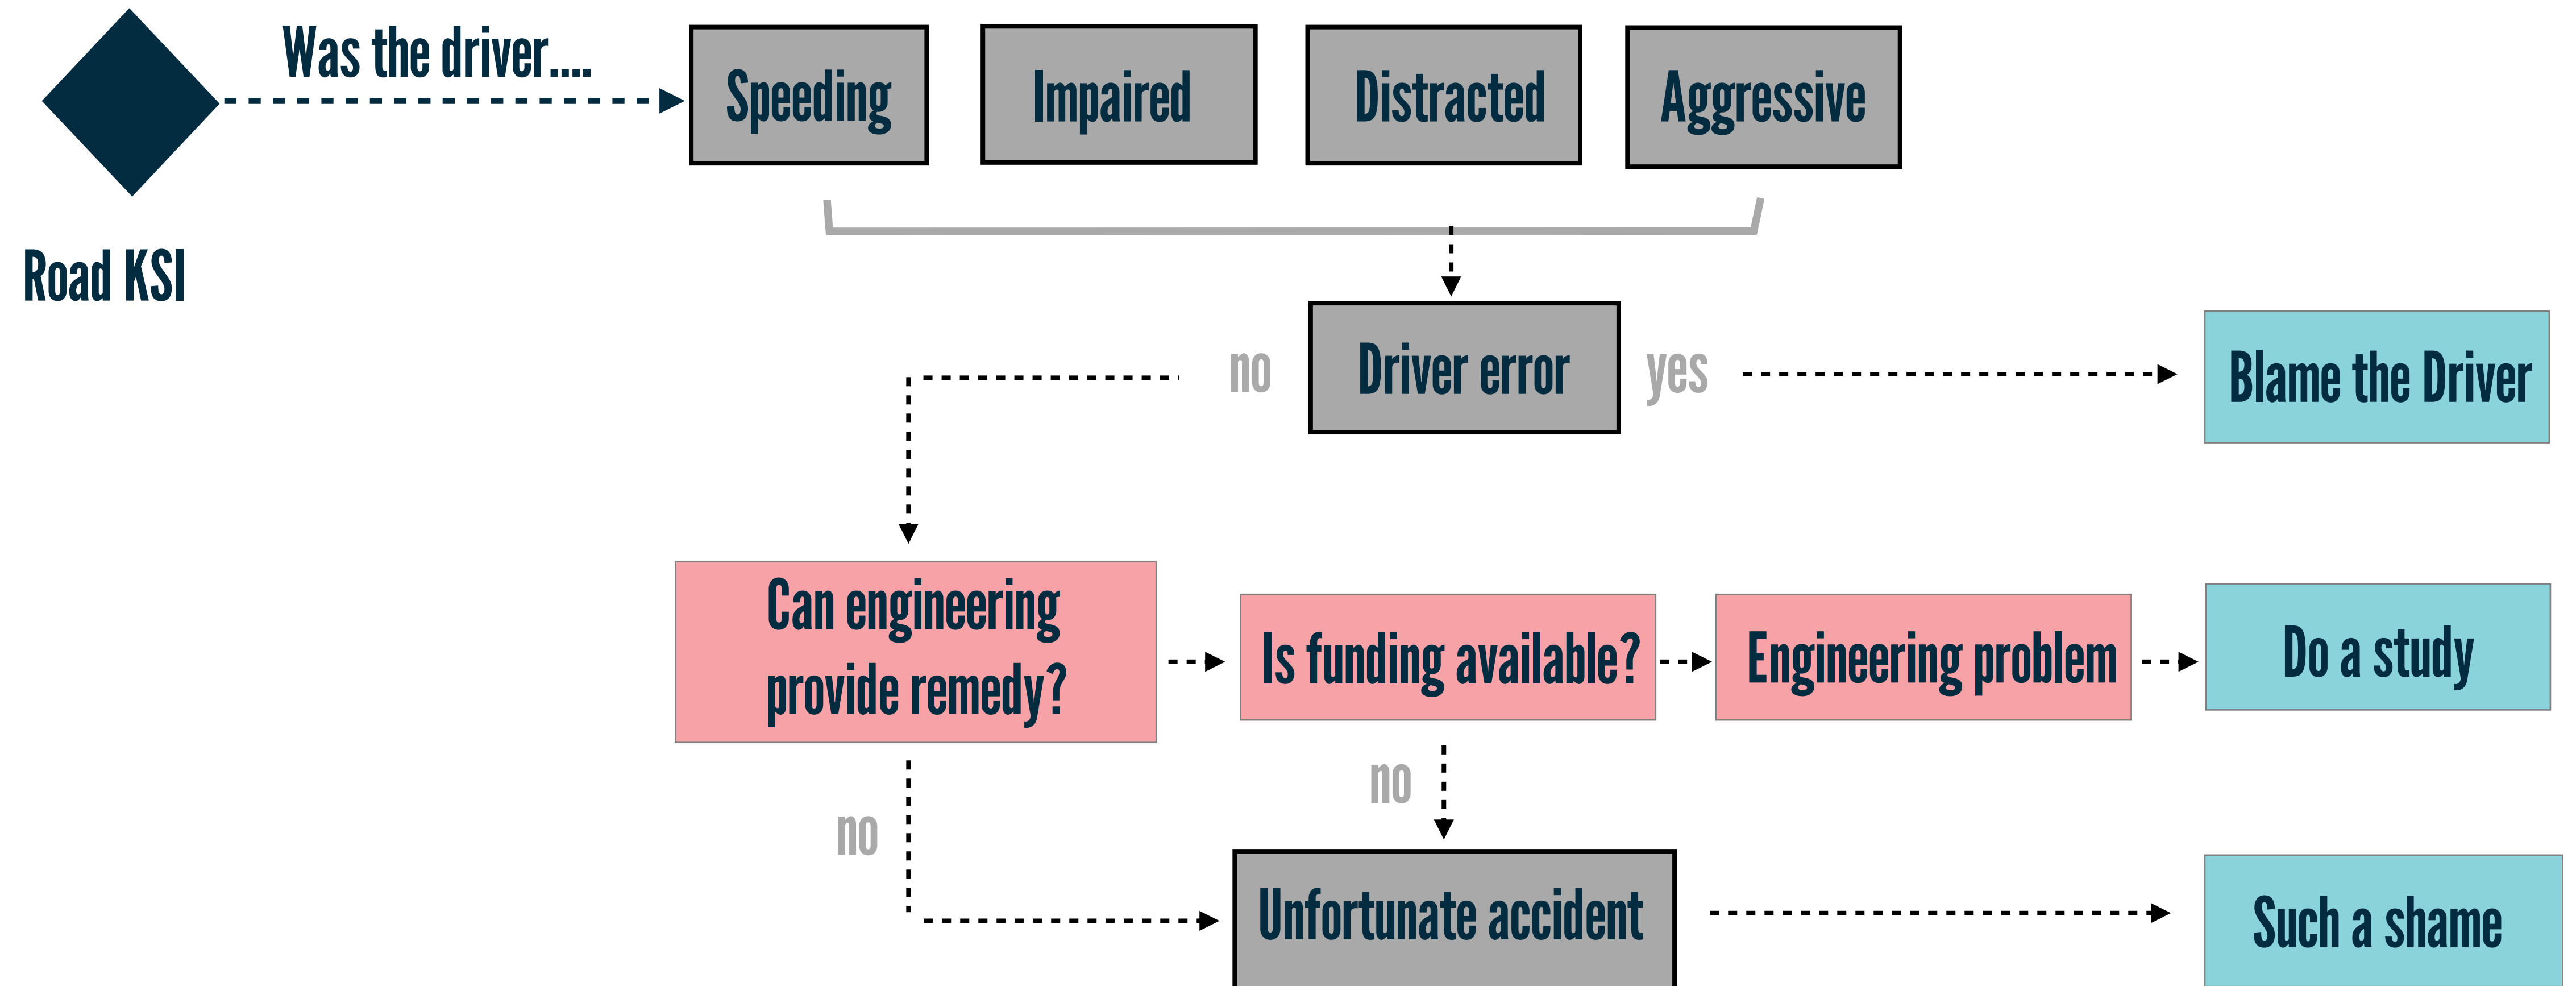 Was the driver....
Speeding
Impaired
Distracted
Aggressive
Road KSI
no
Driver error
yes
Blame the Driver
Can engineering
provide remedy?
Is funding available?
Engineering problem
Do a study
no
no
Unfortunate accident
Such a shame